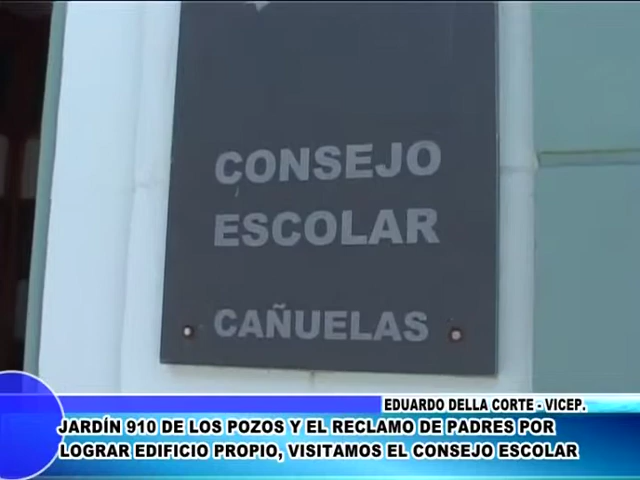 CONSEJO
ESCOLAR
CAÑUELAS
EDUARDO DELLA CORTE - VICEP.
JARDÍN 910 DE LOS POZOS Y EL RECLAMO DE PADRES POR
LOGRAR EDIFICIO PROPIO, VISITAMOS EL CONSEJO ESCOLAR